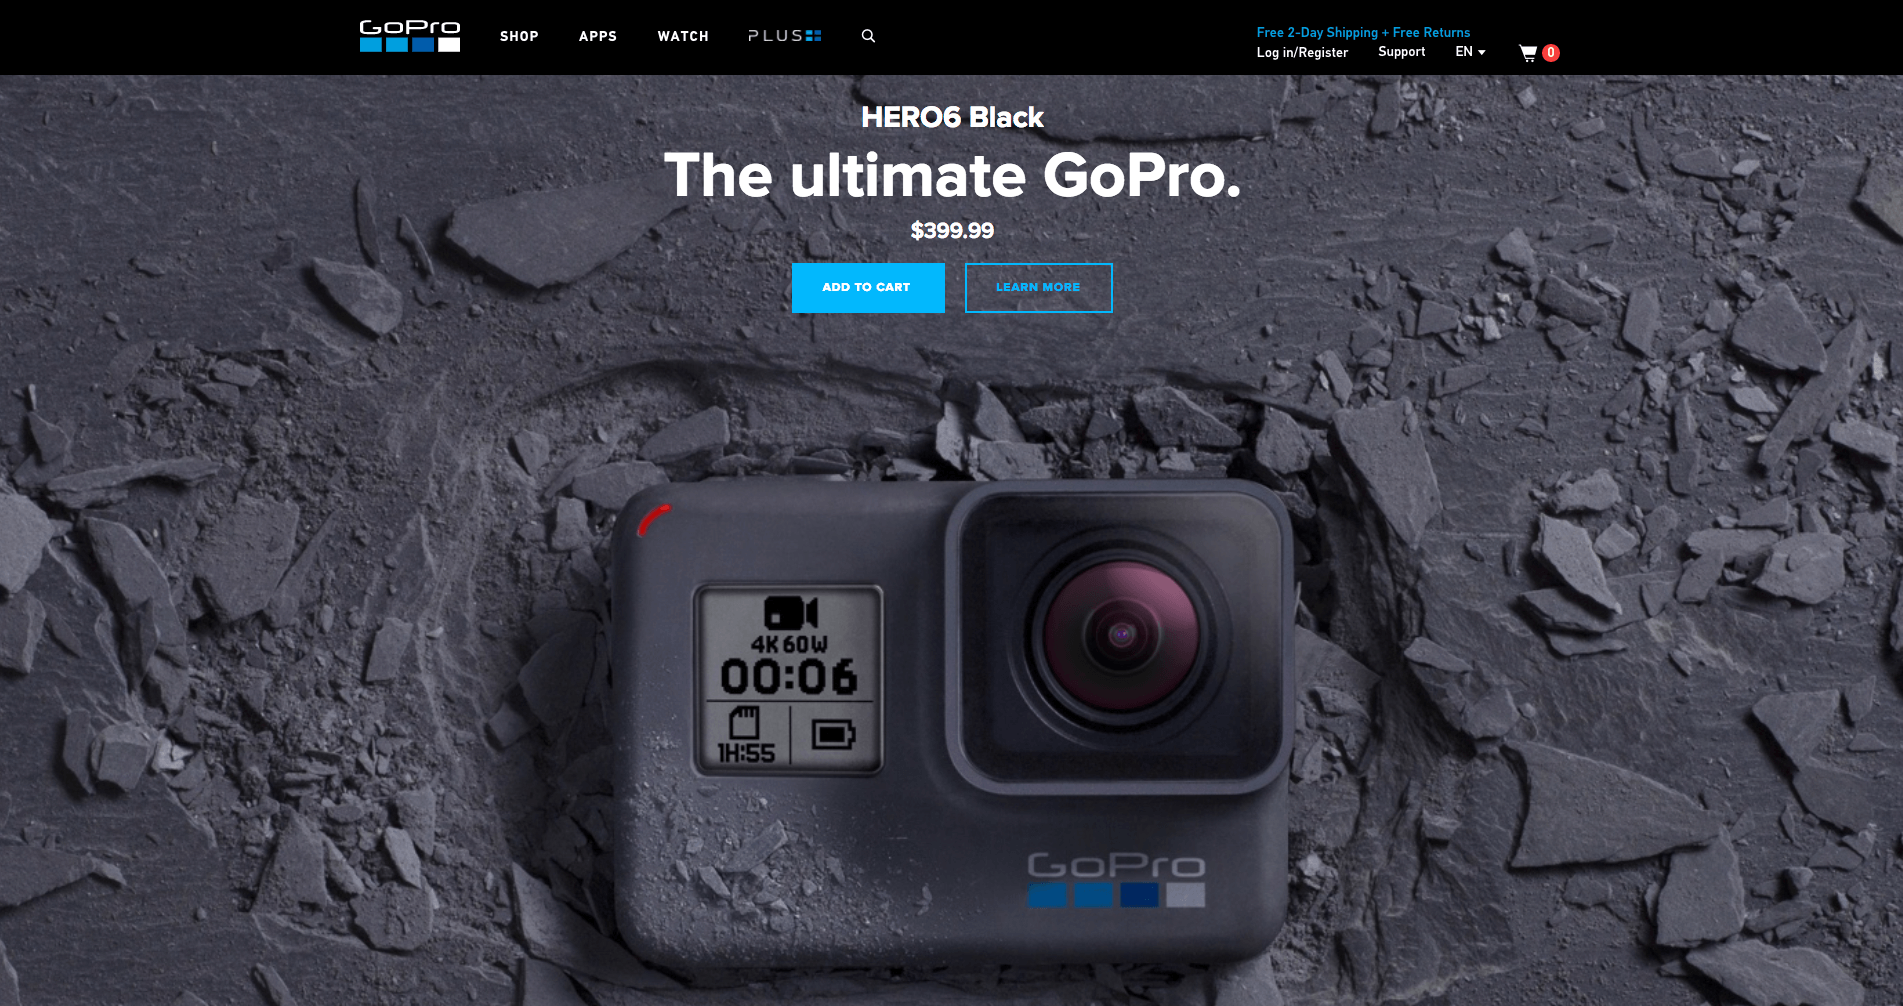 GoPro
SHOP
APPS
WATCH
PLUS
Free 2-Day Shipping + Free Returns
Log in/Register
Support
EN
0
HERO6 Black
The ultimate GoPro.
$399.99
ADD TO CART
LEARN MORE
4K 60W
00:06
1H:55
GoPro